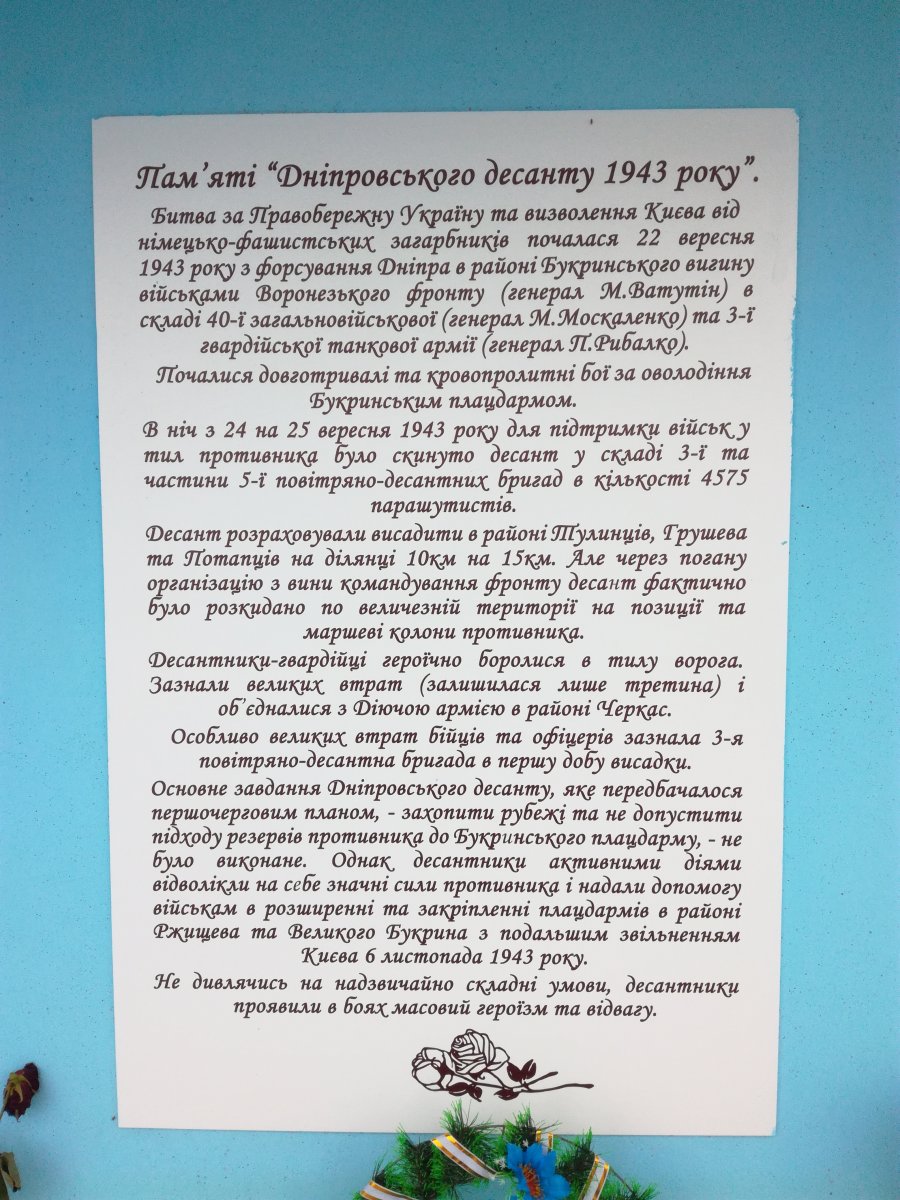 Пам’яті “Дніпровського десанту 1943 року”.
Битва за Правобережну Україну та визволення Києва від
німецько-фашистських загарбників почалася 22 вересня
1943 року з форсування Дніпра в районі Букринського вигину
військами Воронезького фронту (генерал М.Ватутін) в
складі 40-ї загальновійськової (генерал М.Москаленко) та 3-ї
гвардійської танкової армії (генерал П.Рибалко).
Почалися довготривалі та кровопролитні бої за оволодіння
Букринським плацдармом.
В ніч з 24 на 25 вересня 1943 року для підтримки військ у
тил противника було скинуто десант у складі 3-ї та
частини 5-ї повітряно-десантних бригад в кількості 4575
парашутистів.
Десант розраховували висадити в районі Тулинців, Грушева
та Потапців на ділянці 10км на 15км. Але через погану
організацію з вини командування фронту десант фактично
було розкидано по величезній території на позиції та
маршеві колони противника.
Десантники-гвардійці героїчно боролися в тилу ворога.
Зазнали великих втрат (залишилася лише третина) і
об’єдналися з Діючою армією в районі Черкас.
Особливо великих втрат бійців та офіцерів зазнала 3-я
повітряно-десантна бригада в першу добу висадки.
Основне завдання Дніпровського десанту, яке передбачалося
першочерговим планом, - захопити рубежі та не допустити
підходу резервів противника до Букринського плацдарму, - не
було виконане. Однак десантники активними діями
відволікли на себе значні сили противника і надали допомогу
військам в розширенні та закріпленні плацдармів в районі
Ржищева та Великого Букрина з подальшим звільненням
Києва 6 листопада 1943 року.
Не дивлячись на надзвичайно складні умови, десантники
проявили в боях масовий героїзм та відвагу.